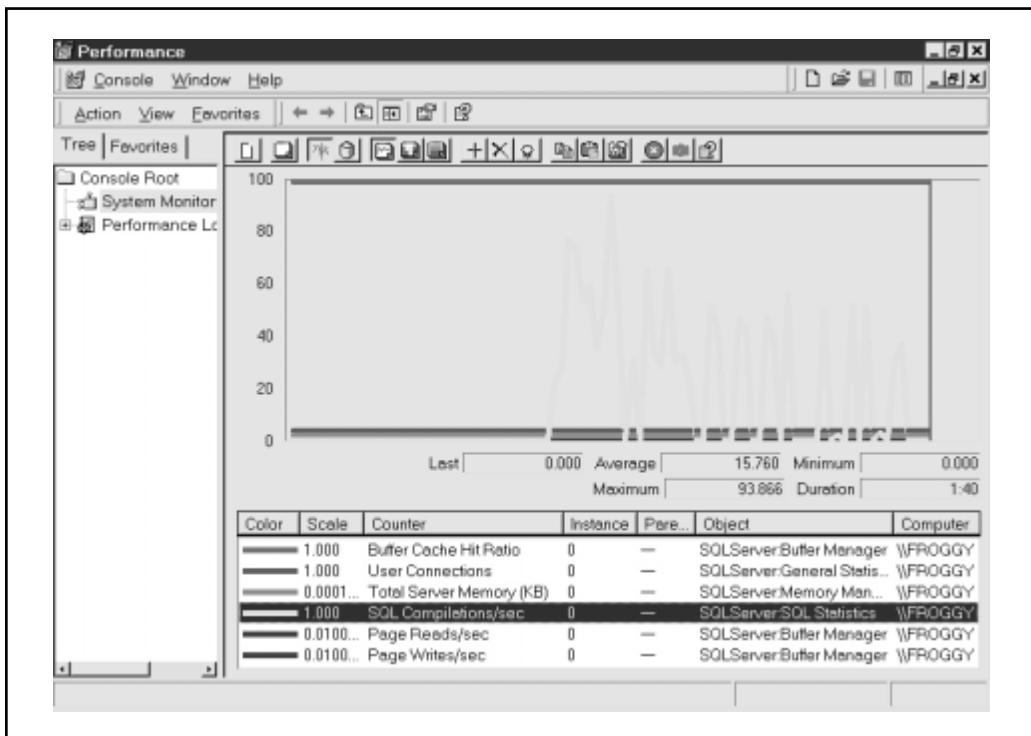 Performance
Console Window Help
Action View Favorites
Tree Favorites
Console Root
System Monitor
Performance Lo
100
80
60
40
20
0
Last 0.000 Average 15.760 Minimum 0.000
Maximum 93.866 Duration 1:40
Color Scale Counter Instance Pare... Object Computer
1.000 Buffer Cache Hit Ratio 0 — SQLServer:Buffer Manager \\FROGGY
1.000 User Connections 0 — SQLServer:General Statis... \\FROGGY
0.0001... Total Server Memory (KB) 0 — SQLServer:Memory Man... \\FROGGY
1.000 SQL Compilations/sec 0 — SQLServer:SQL Statistics \\FROGGY
0.0100... Page Reads/sec 0 — SQLServer:Buffer Manager \\FROGGY
0.0100... Page Writes/sec 0 — SQLServer:Buffer Manager \\FROGGY